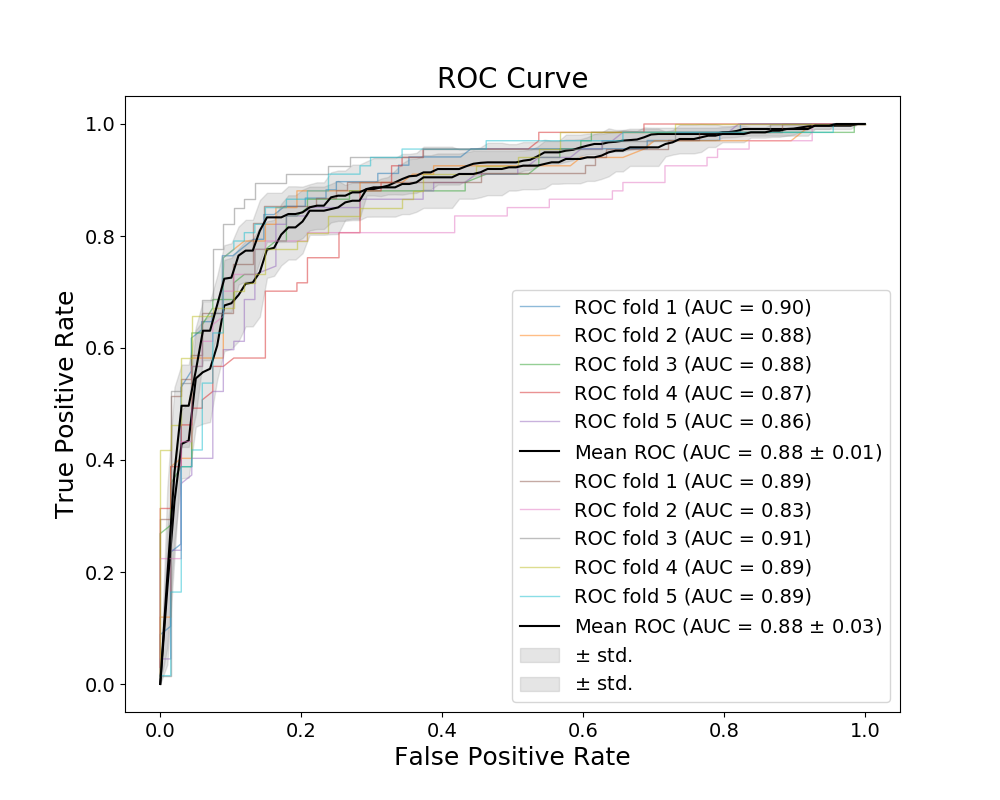 ROC Curve
True Positive Rate
1.0
0.8
0.6
0.4
0.2
0.0
ROC fold 1 (AUC = 0.90)
ROC fold 2 (AUC = 0.88)
ROC fold 3 (AUC = 0.88)
ROC fold 4 (AUC = 0.87)
ROC fold 5 (AUC = 0.86)
Mean ROC (AUC = 0.88 ± 0.01)
ROC fold 1 (AUC = 0.89)
ROC fold 2 (AUC = 0.83)
ROC fold 3 (AUC = 0.91)
ROC fold 4 (AUC = 0.89)
ROC fold 5 (AUC = 0.89)
Mean ROC (AUC = 0.88 ± 0.03)
± std.
± std.
0.0 0.2 0.4 0.6 0.8 1.0
False Positive Rate